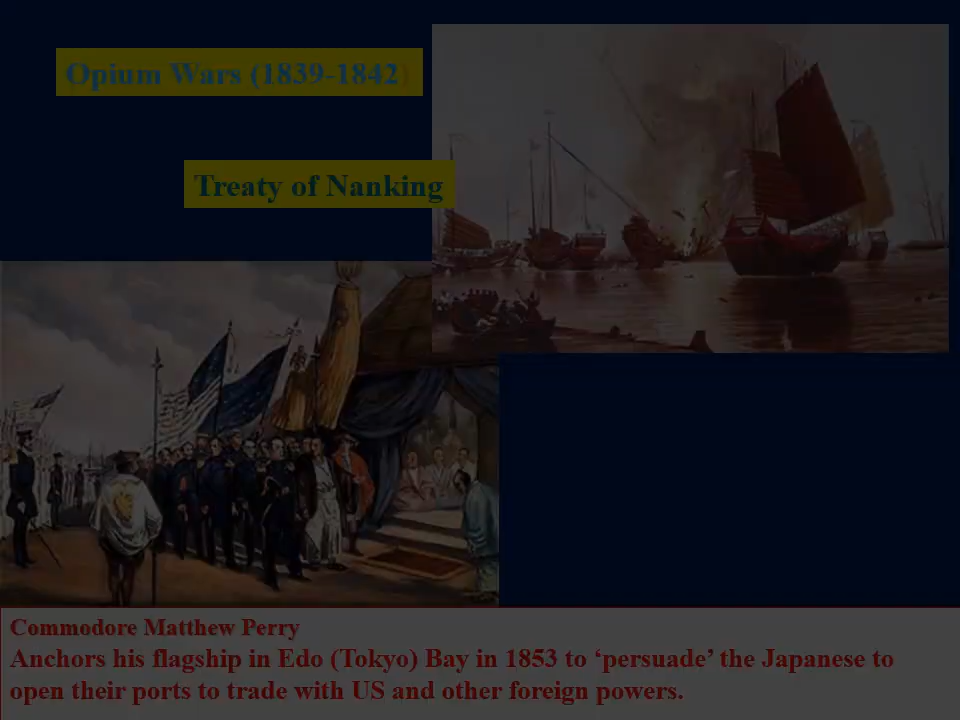 Opium Wars (1839-1842)
Treaty of Nanking
Commodore Matthew Perry
Anchors his flagship in Edo (Tokyo) Bay in 1853 to ‘persuade’ the Japanese to
open their ports to trade with US and other foreign powers.